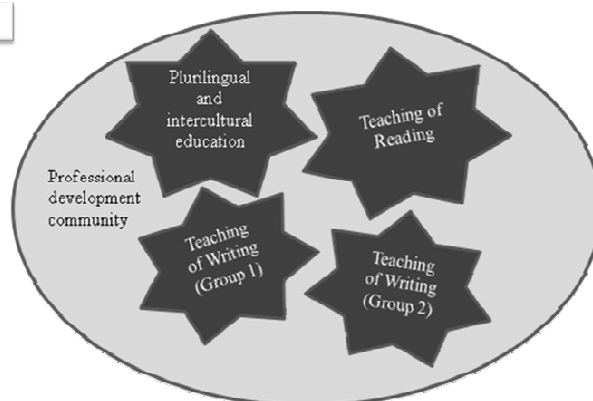 Plurilingual
and
intercultural
education
Teaching of
Reading
Professional
development
community
Teaching
of Writing
(Group 1)
Teaching
of Writing
(Group 2)